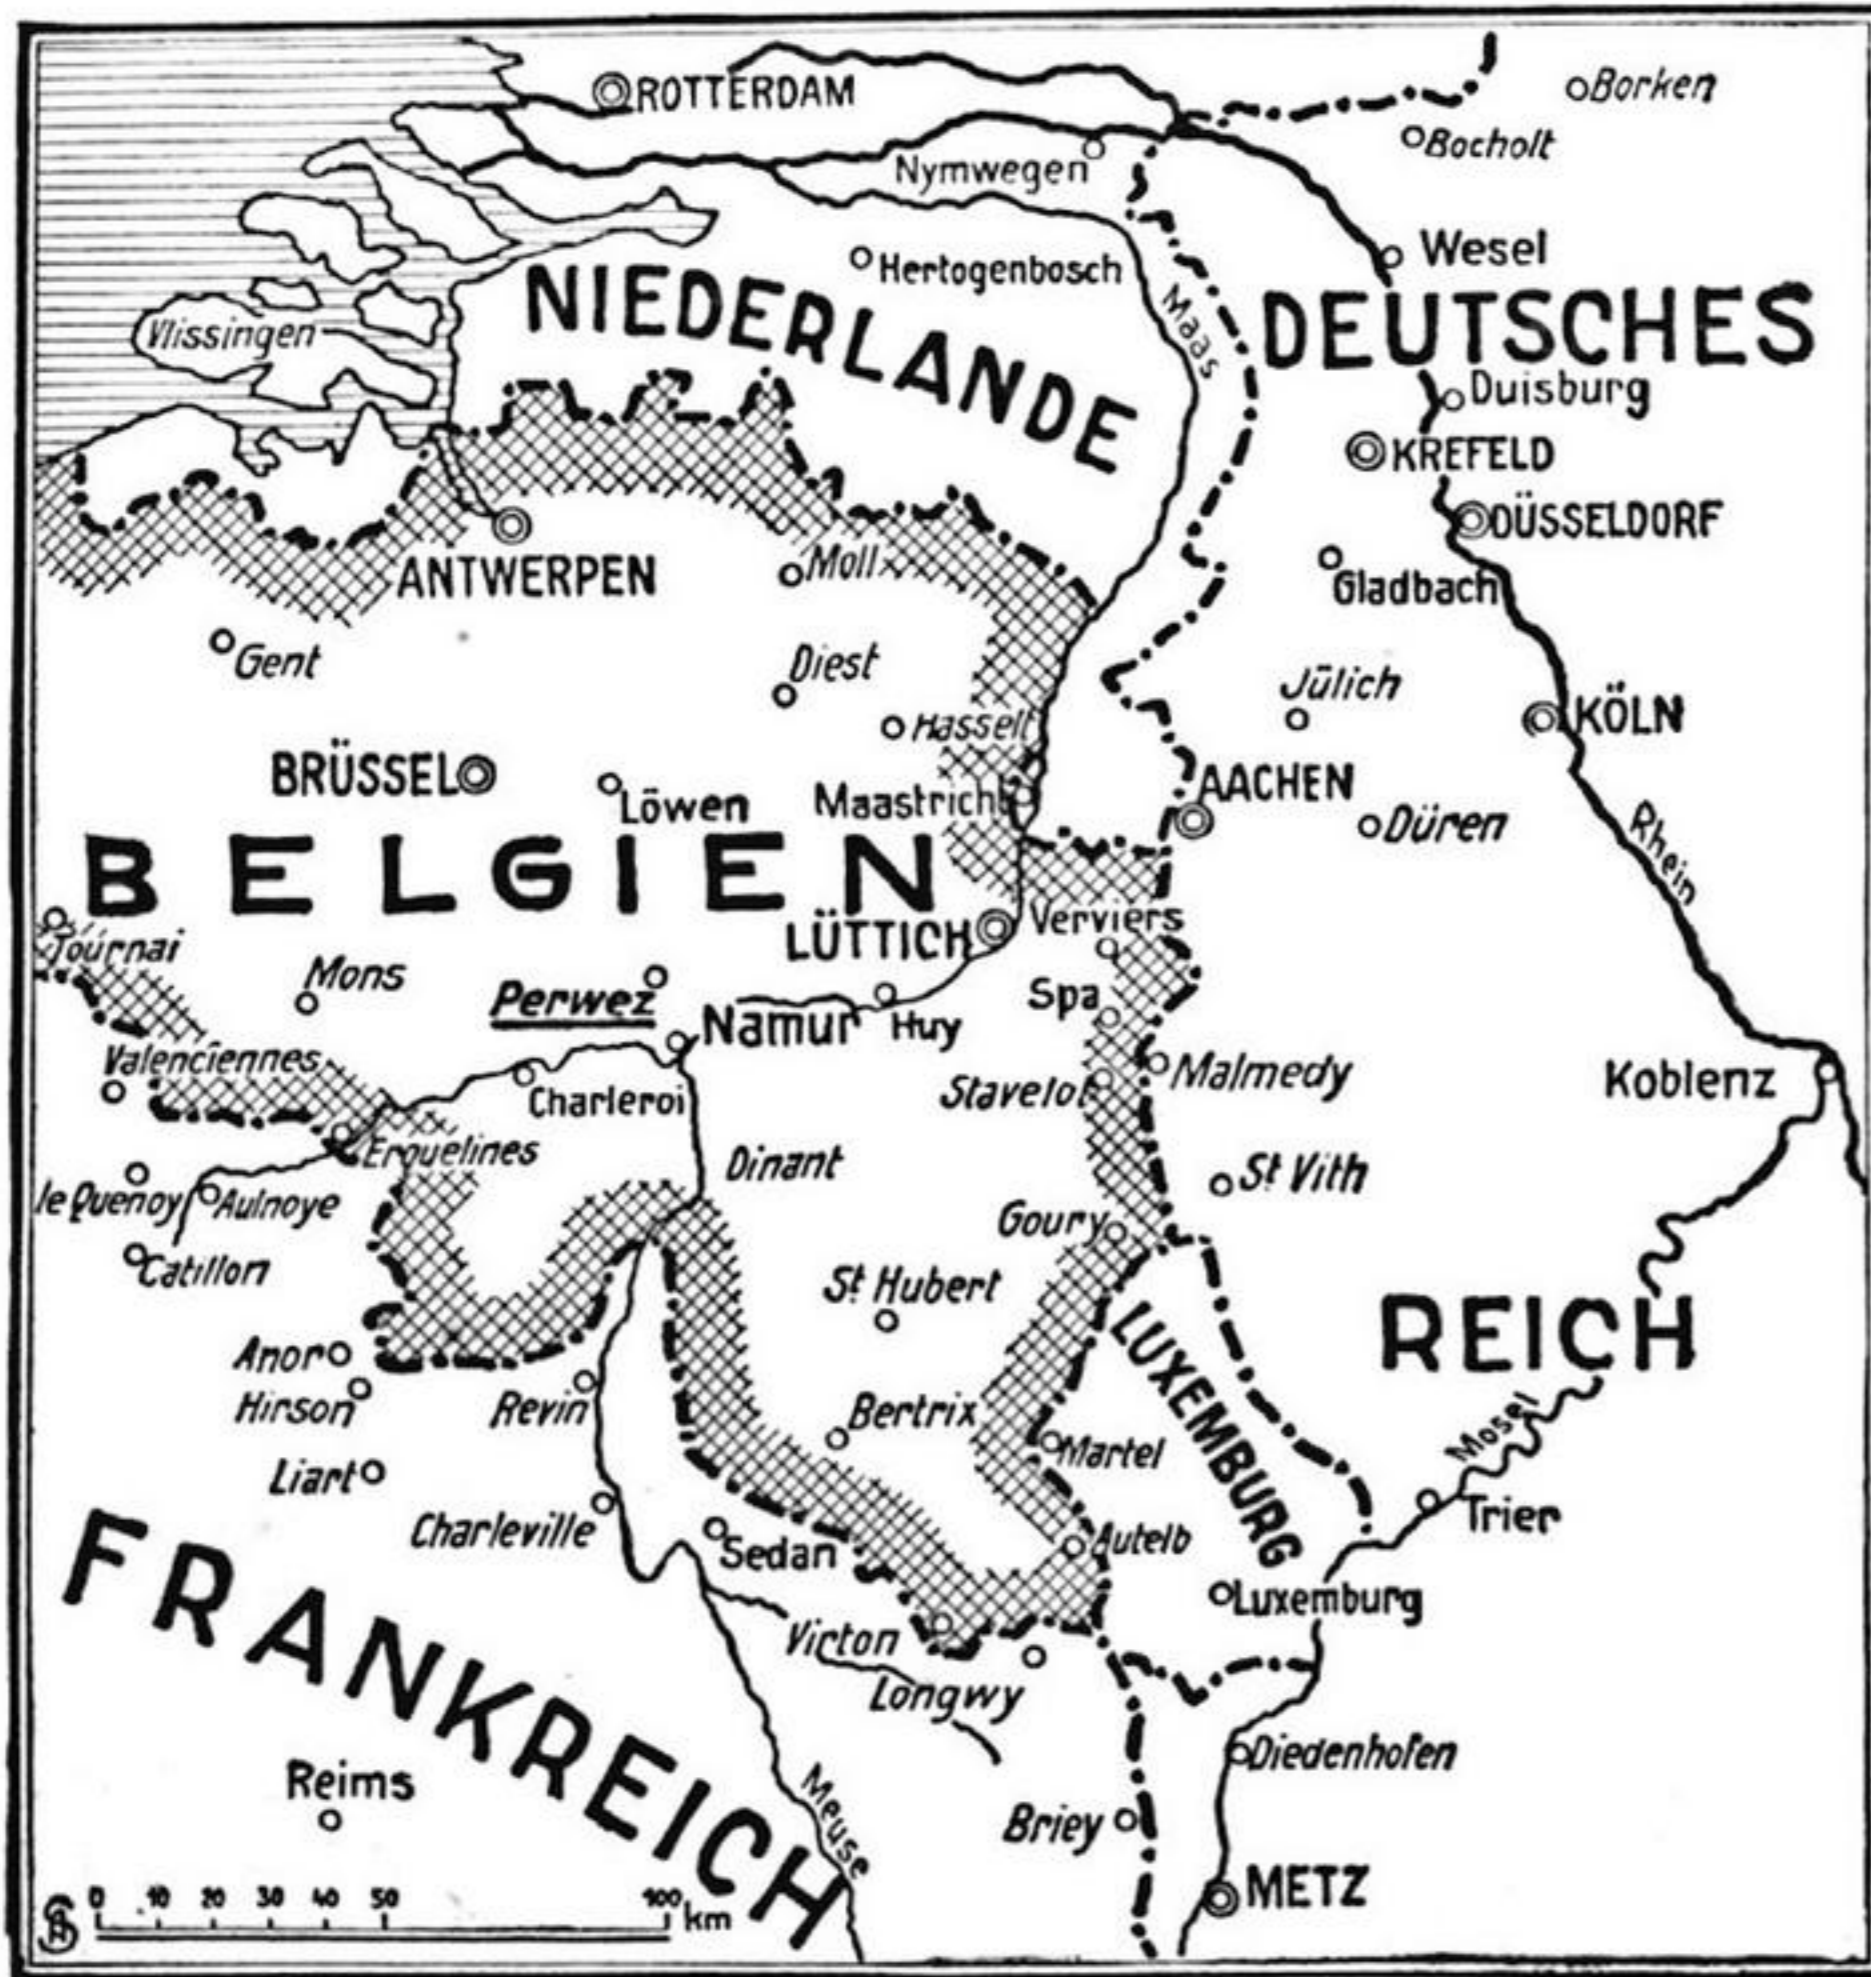 ROTTERDAM
Borken
Bocholt
Nymwegen
Wesel
Hertogenbosch
Maas
NIEDERLANDE
DEUTSCHES
Vlissingen
Duisburg
KREFELD
DÜSSELDORF
ANTWERPEN
Moll
Gladbach
Gent
Diest
Jülich
Hasselt
KÖLN
BRÜSSEL
Löwen
Maastricht
AACHEN
Düren
Rhein
BELGIEN
LÜTTICH
Verviers
Tournai
Mons
Perwez
Namur
Huy
Spa
Valenciennes
Charleroi
Stavelot
Malmedy
Koblenz
Erquelines
Dinant
St Vith
le Quenoy
Aulnoye
Goury
Catillon
St Hubert
LUXEMBURG
REICH
Anor
Hirson
Revin
Bertrix
Martel
Mosel
Liart
Charleville
Sedan
Autelb
Trier
FRANKREICH
Luxemburg
Virton
Longwy
Diedenhofen
Reims
Meuse
Briey
METZ
0 10 20 30 40 50 100 km